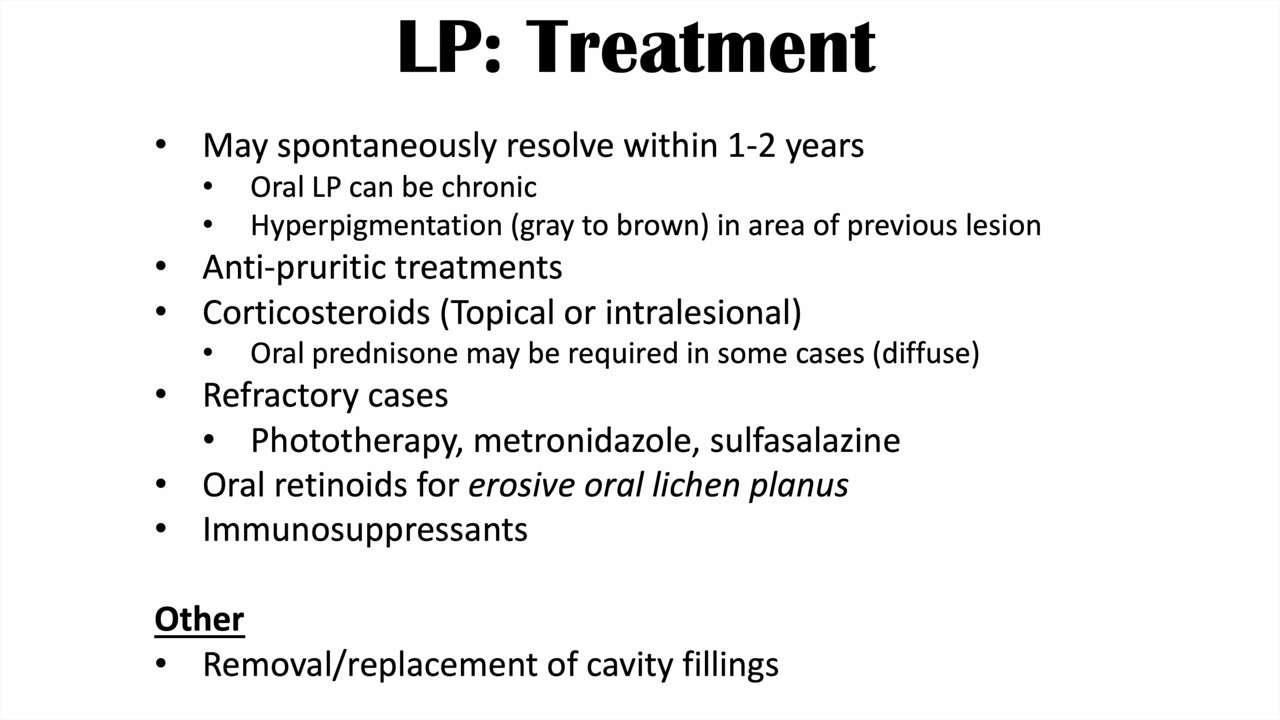 LP: Treatment
• May spontaneously resolve within 1-2 years
• Oral LP can be chronic
• Hyperpigmentation (gray to brown) in area of previous lesion
• Anti-pruritic treatments
• Corticosteroids (Topical or intralesional)
• Oral prednisone may be required in some cases (diffuse)
• Refractory cases
• Phototherapy, metronidazole, sulfasalazine
• Oral retinoids for erosive oral lichen planus
• Immunosuppressants
Other
• Removal/replacement of cavity fillings